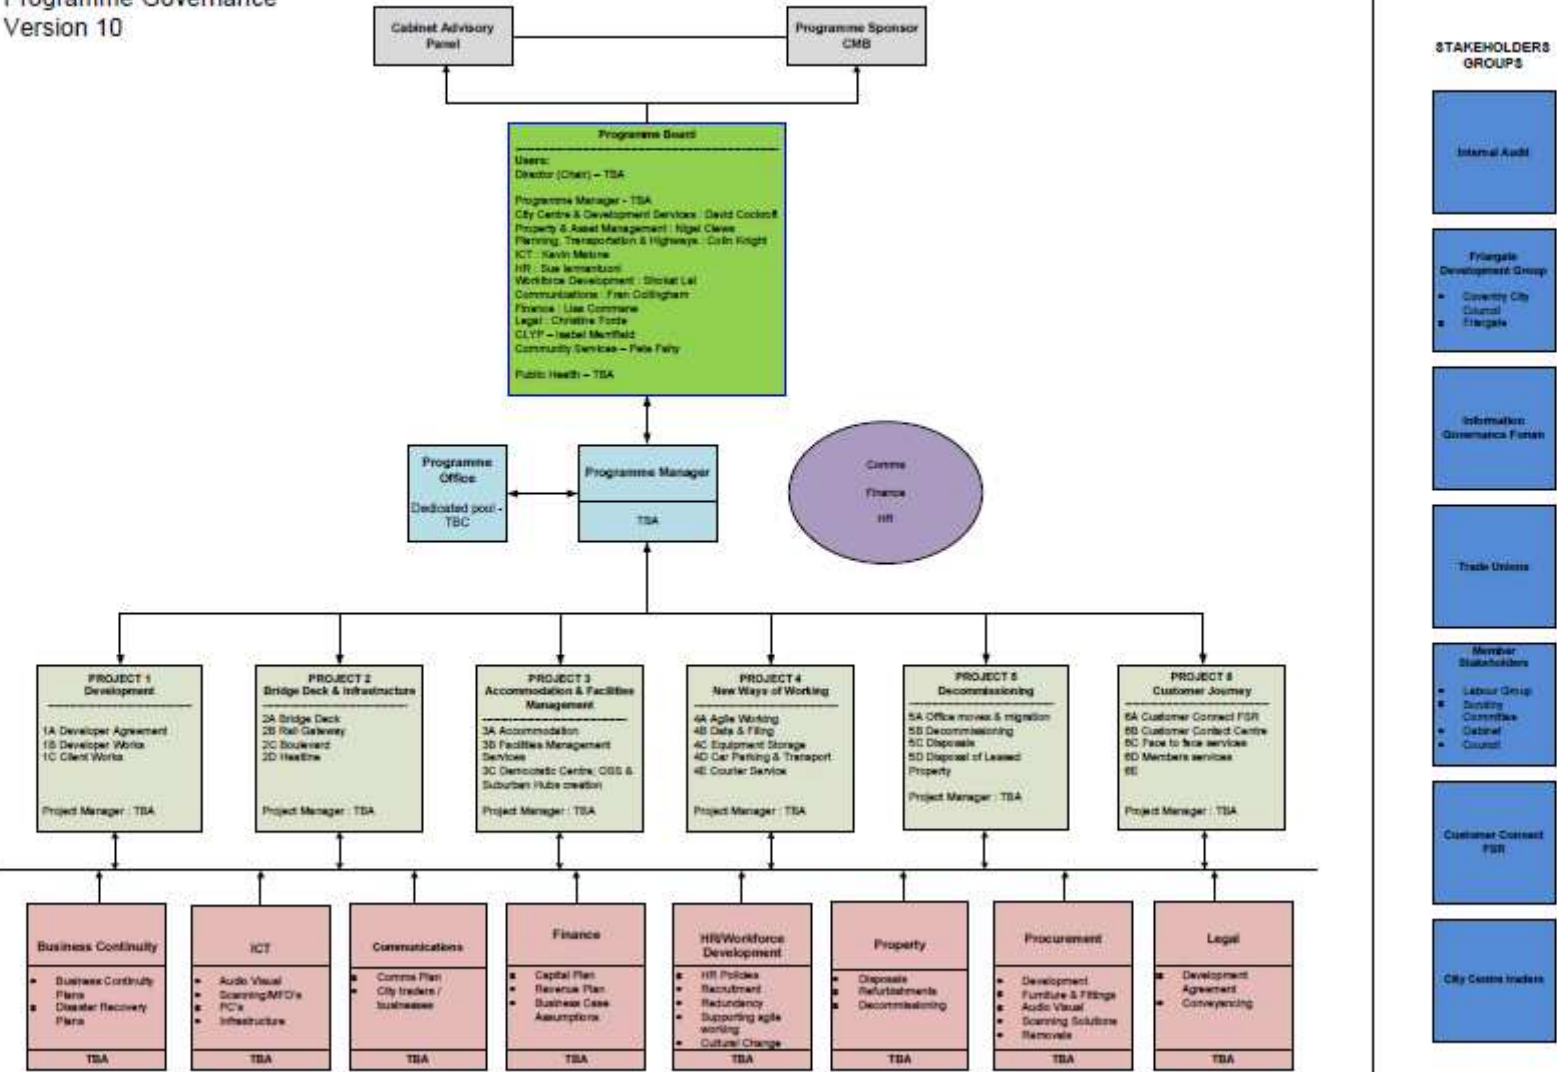 Programme Governance
Version 10
Cabinet Advisory
Panel
Programme Sponsor
CMB
Programme Board
Users:
Director (Chair) – TBA
Programme Manager - TBA
City Centre & Development Services : David Cockroft
Property & Asset Management : Nigel Clews
Planning, Transportation & Highways : Colin Knight
ICT : Kevin Malone
HR : Sue Iannantuoni
Workforce Development : Shokat Lal
Communications : Fran Collingham
Finance : Lisa Commane
Legal : Christine Forde
CLYP – Isabel Merrifield
Community Services – Pete Fahy
Public Health – TBA
Programme
Office
Dedicated pool -
TBC
Programme Manager
TBA
Comms
Finance
HR
PROJECT 1
Development
1A Developer Agreement
1B Developer Works
1C Client Works
Project Manager : TBA
PROJECT 2
Bridge Deck & Infrastructure
2A Bridge Deck
2B Rail Gateway
2C Boulevard
2D Heatline
Project Manager : TBA
PROJECT 3
Accommodation & Facilities
Management
3A Accommodation
3B Facilities Management
Services
3C Democratic Centre; OSS &
Suburban Hubs creation
Project Manager : TBA
PROJECT 4
New Ways of Working
4A Agile Working
4B Data & Filing
4C Equipment Storage
4D Car Parking & Transport
4E Courier Service
Project Manager : TBA
PROJECT 5
Decommissioning
5A Office moves & migration
5B Decommissioning
5C Disposals
5D Disposal of Leased
Property
Project Manager : TBA
PROJECT 6
Customer Journey
6A Customer Connect FSR
6B Customer Contact Centre
6C Face to face services
6D Members services
6E
Project Manager : TBA
Business Continuity
Business Continuity
Plans
Disaster Recovery
Plans
TBA
ICT
Audio Visual
Scanning/MFD's
PC's
Infrastructure
TBA
Communications
Comms Plan
City traders /
businesses
TBA
Finance
Capital Plan
Revenue Plan
Business Case
Assumptions
TBA
HR/Workforce
Development
HR Policies
Recruitment
Redundancy
Supporting agile
working
Cultural Change
TBA
Property
Disposals
Refurbishments
Decommissioning
TBA
Procurement
Development
Furniture & Fittings
Audio Visual
Scanning Solutions
Removals
TBA
Legal
Development
Agreement
Conveyancing
TBA
STAKEHOLDERS
GROUPS
Internal Audit
Friargate
Development Group
Coventry City
Council
Friargate
Information
Governance Forum
Trade Unions
Member
Stakeholders
Labour Group
Scrutiny
Committee
Cabinet
Council
Customer Connect
FSR
City Centre traders